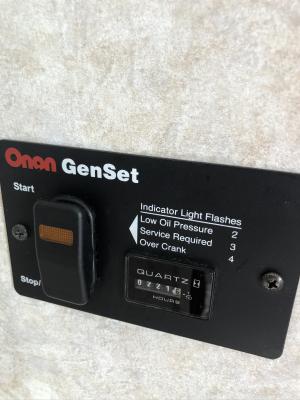 Onan GenSet
Start
Indicator Light Flashes
Low Oil Pressure 2
Service Required 3
Over Crank 4
Stop/
QUARTZ
HOURS